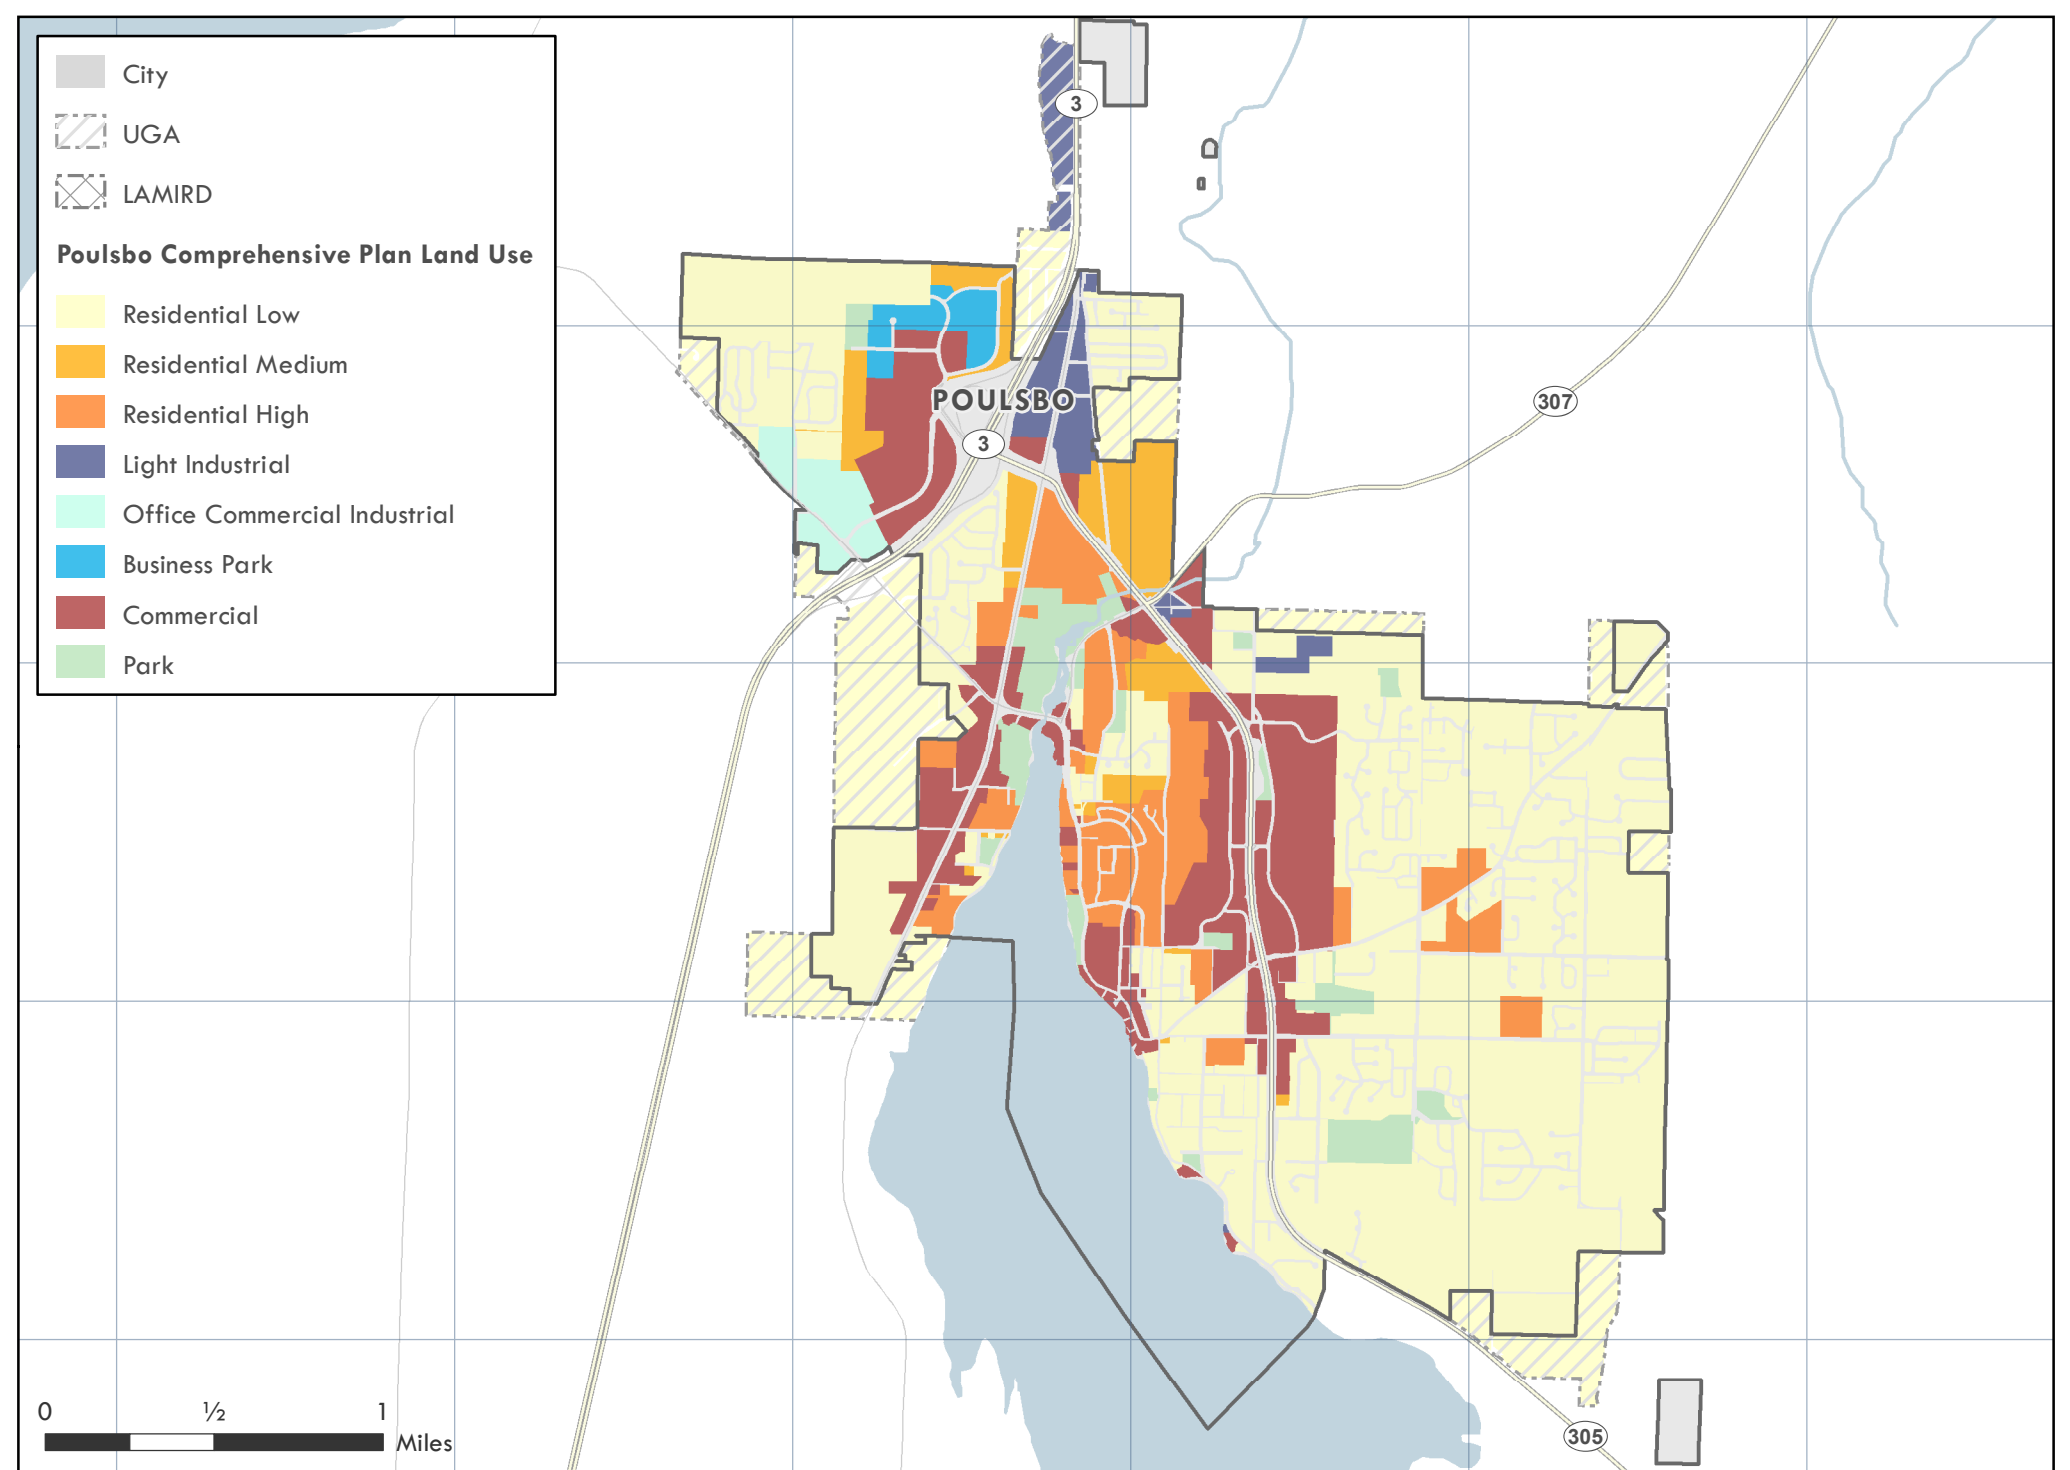 City
UGA
LAMIRD
Poulsbo Comprehensive Plan Land Use
Residential Low
Residential Medium
Residential High
Light Industrial
Office Commercial Industrial
Business Park
Commercial
Park
3
307
POULSBO
3
305
0 ½ 1
Miles